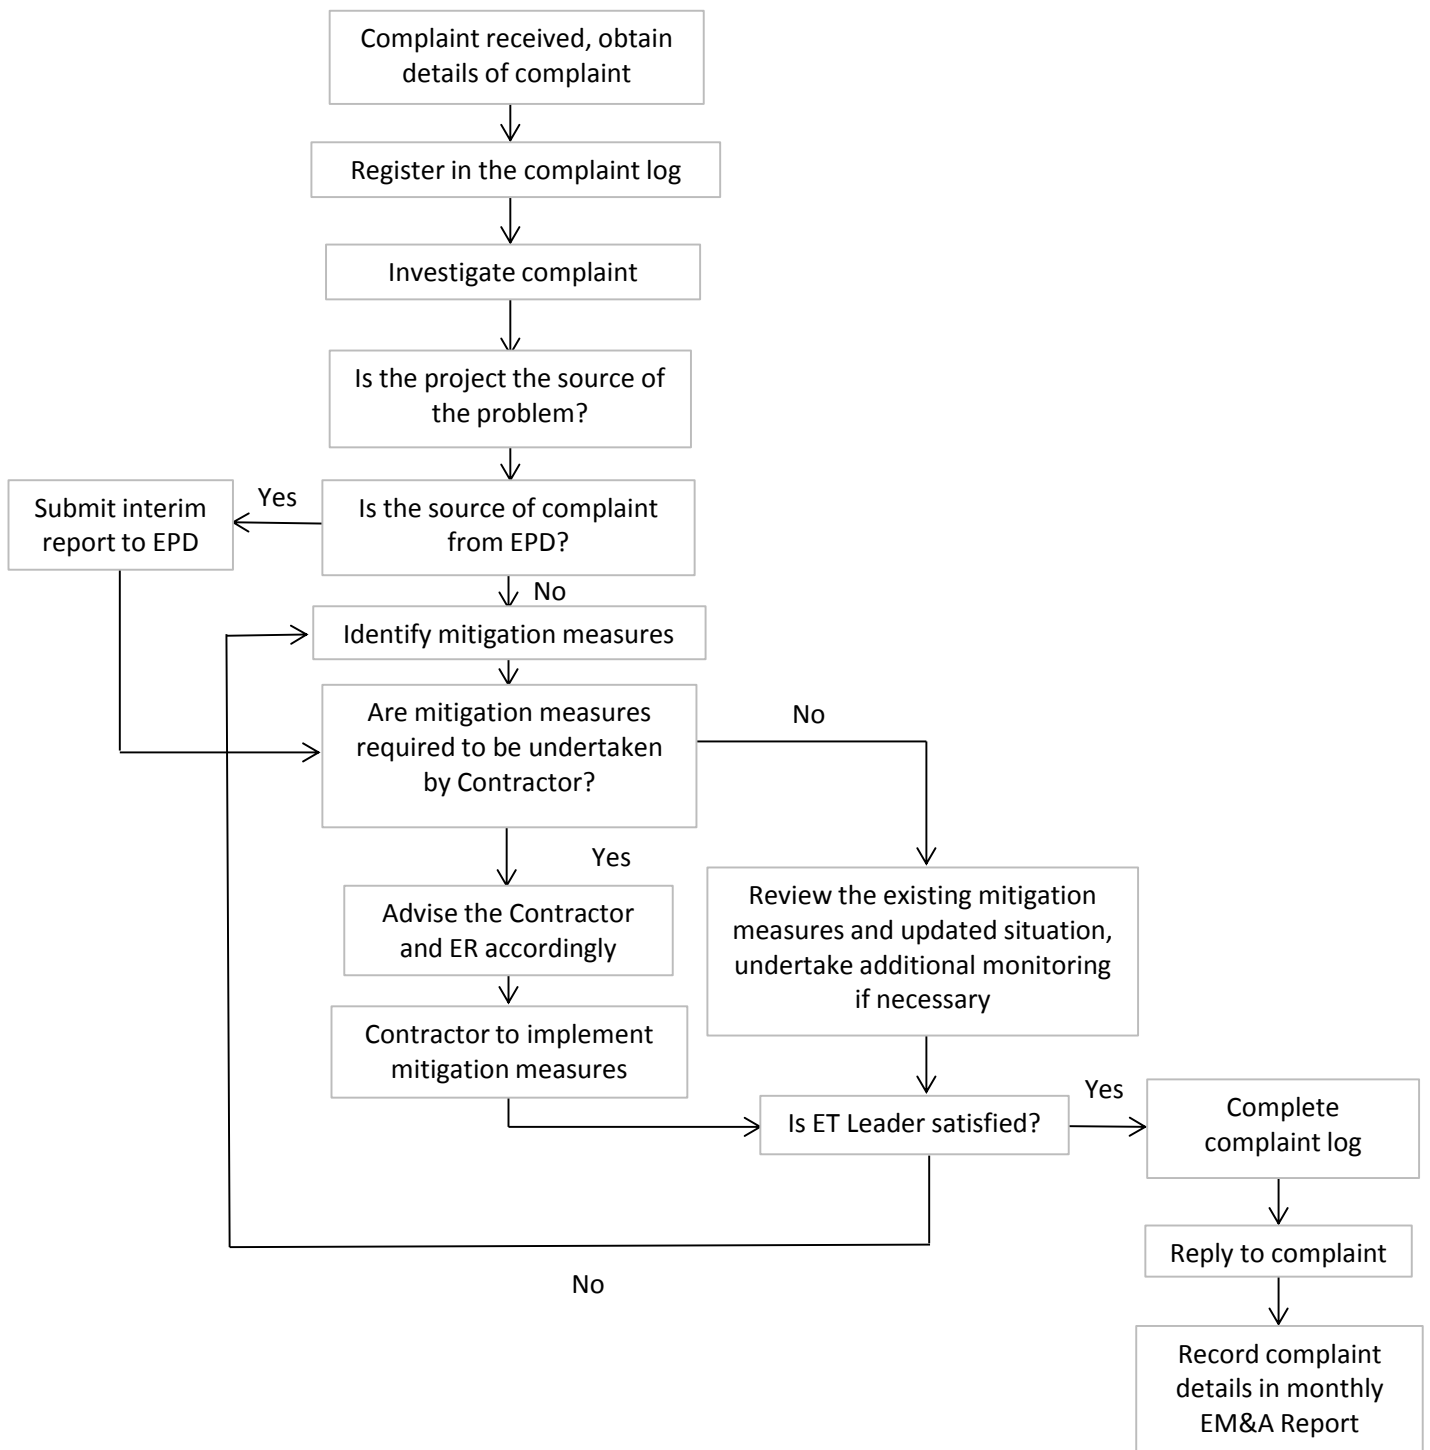 Complaint received, obtain
details of complaint
Register in the complaint log
Investigate complaint
Is the project the source of
the problem?
Submit interim
report to EPD
Yes
Is the source of complaint
from EPD?
No
Identify mitigation measures
Are mitigation measures
required to be undertaken
by Contractor?
No
Yes
Advise the Contractor
and ER accordingly
Review the existing mitigation
measures and updated situation,
undertake additional monitoring
if necessary
Contractor to implement
mitigation measures
Is ET Leader satisfied?
Yes
Complete
complaint log
No
Reply to complaint
Record complaint
details in monthly
EM&A Report